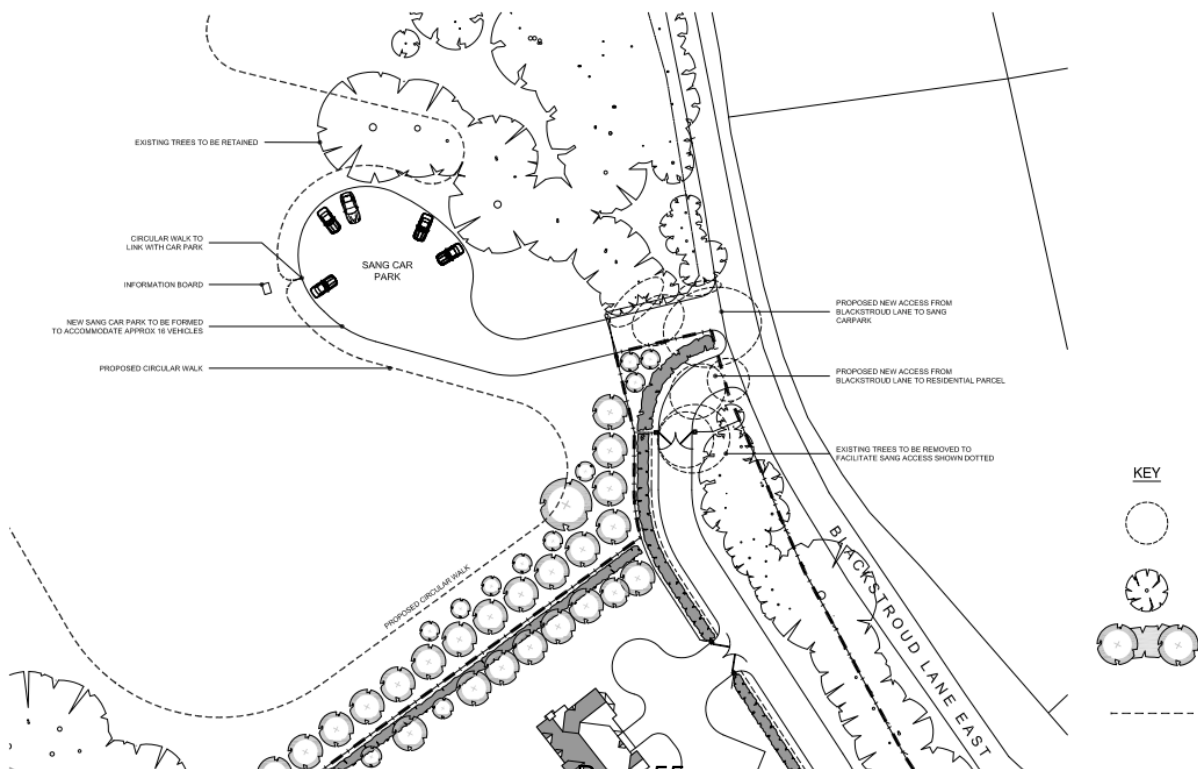 EXISTING TREES TO BE RETAINED
CIRCULAR WALK TO
LINK WITH CAR PARK
INFORMATION BOARD
NEW SANG CAR PARK TO BE FORMED
TO ACCOMMODATE APPROX 16 VEHICLES
PROPOSED CIRCULAR WALK
SANG CAR
PARK
PROPOSED NEW ACCESS FROM
BLACKSTROUD LANE TO SANG
CARPARK
PROPOSED NEW ACCESS FROM
BLACKSTROUD LANE TO RESIDENTIAL PARCEL
EXISTING TREES TO BE REMOVED TO
FACILITATE SANG ACCESS SHOWN DOTTED
KEY
BLACKSTROUD LANE EAST
PROPOSED CIRCULAR WALK